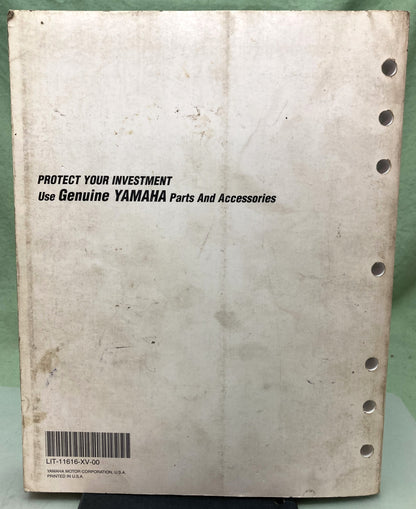 PROTECT YOUR INVESTMENT
Use Genuine YAMAHA Parts And Accessories
LIT-11616-XV-00
YAMAHA MOTOR CORPORATION, U.S.A.
PRINTED IN U.S.A.